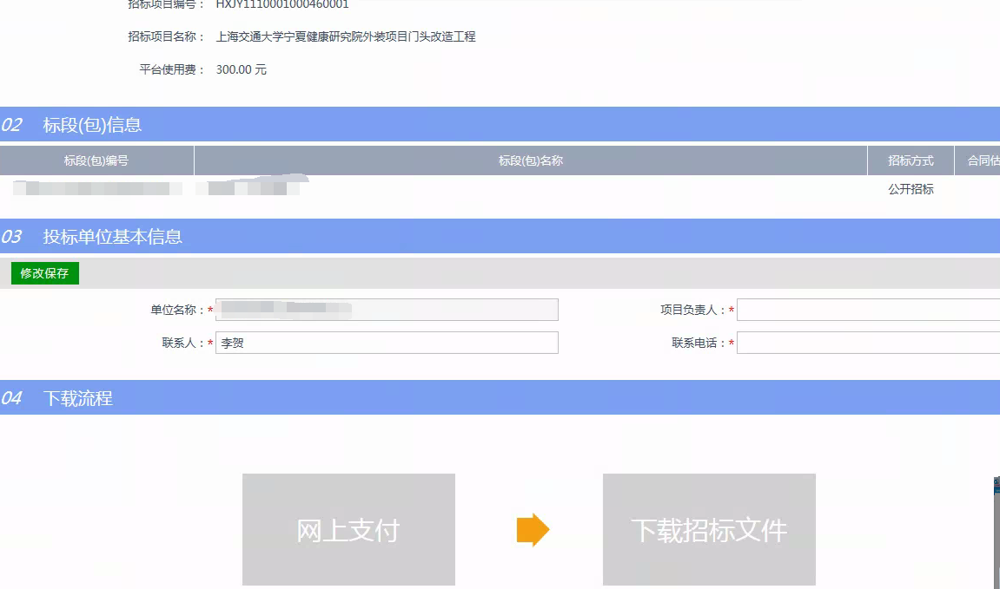 招标项目编号： HXJY1110001000460001
招标项目名称： 上海交通大学宁夏健康研究院外装项目门头改造工程
平台使用费： 300.00 元
02 标段(包)信息
标段(包)编号 标段(包)名称 招标方式 合同估
公开招标
03 投标单位基本信息
修改保存
单位名称：* 项目负责人：*
联系人：* 李贺 联系电话：*
04 下载流程
网上支付 下载招标文件